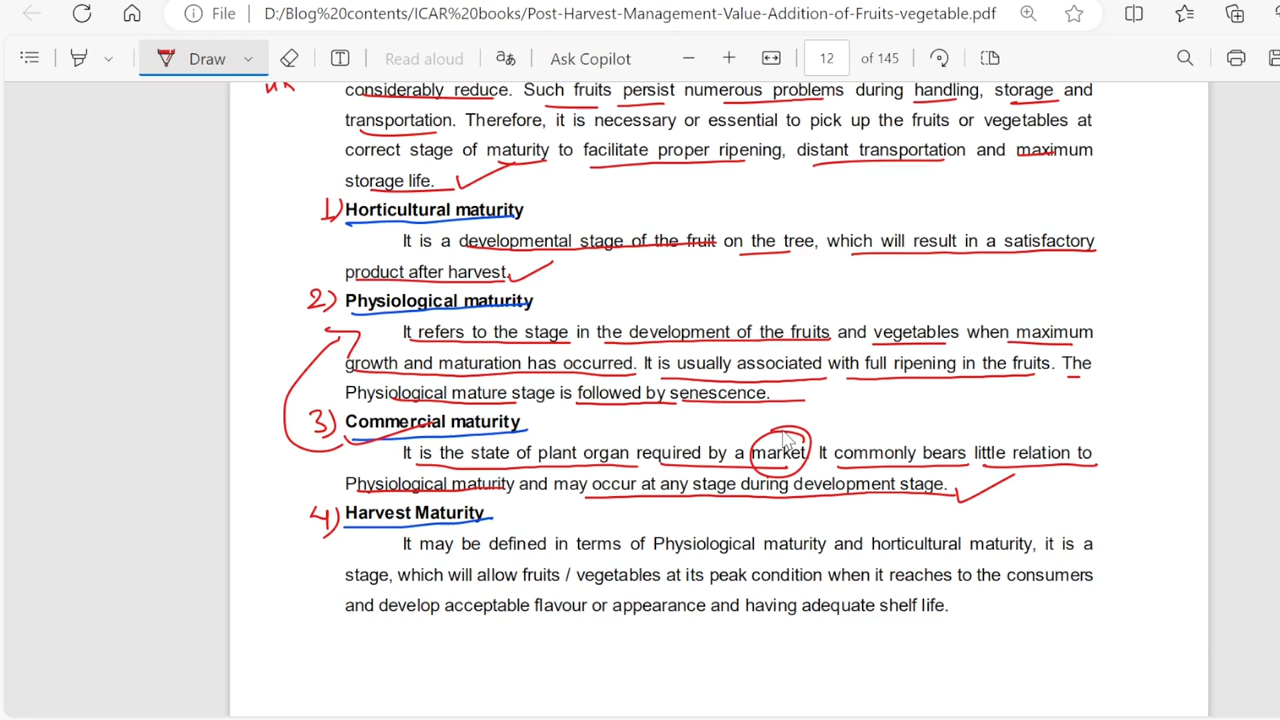 File D:/Blog%20contents/ICAR%20books/Post-Harvest-Management-Value-Addition-of-Fruits-vegetable.pdf
Draw Read aloud aあ Ask Copilot 12 of 145
considerably reduce. Such fruits persist numerous problems during handling, storage and
transportation. Therefore, it is necessary or essential to pick up the fruits or vegetables at
correct stage of maturity to facilitate proper ripening, distant transportation and maximum
storage life.
1) Horticultural maturity
It is a developmental stage of the fruit on the tree, which will result in a satisfactory
product after harvest.
2) Physiological maturity
It refers to the stage in the development of the fruits and vegetables when maximum
growth and maturation has occurred. It is usually associated with full ripening in the fruits. The
Physiological mature stage is followed by senescence.
3) Commercial maturity
It is the state of plant organ required by a market. It commonly bears little relation to
Physiological maturity and may occur at any stage during development stage.
4) Harvest Maturity
It may be defined in terms of Physiological maturity and horticultural maturity, it is a
stage, which will allow fruits / vegetables at its peak condition when it reaches to the consumers
and develop acceptable flavour or appearance and having adequate shelf life.